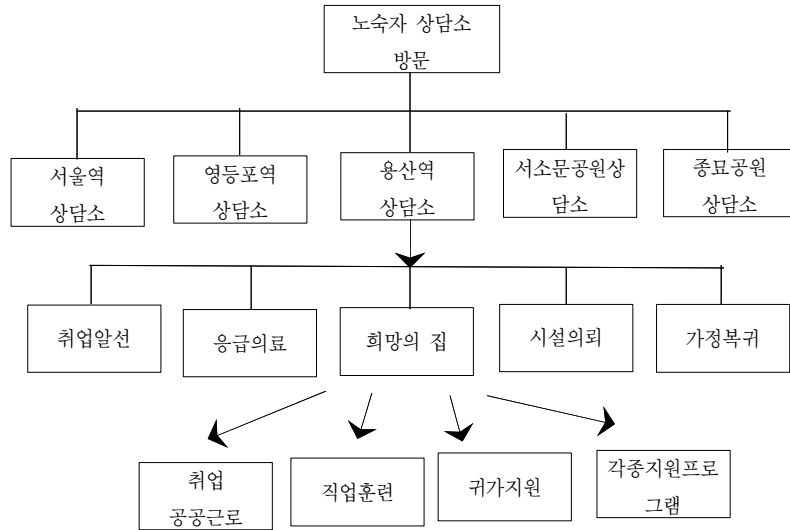 노숙자 상담소
방문
서울역
상담소
영등포역
상담소
용산역
상담소
서소문공원상
담소
종묘공원
상담소
취업알선
응급의료
희망의 집
시설의뢰
가정복귀
취업
공공근로
직업훈련
귀가지원
각종지원프로
그램